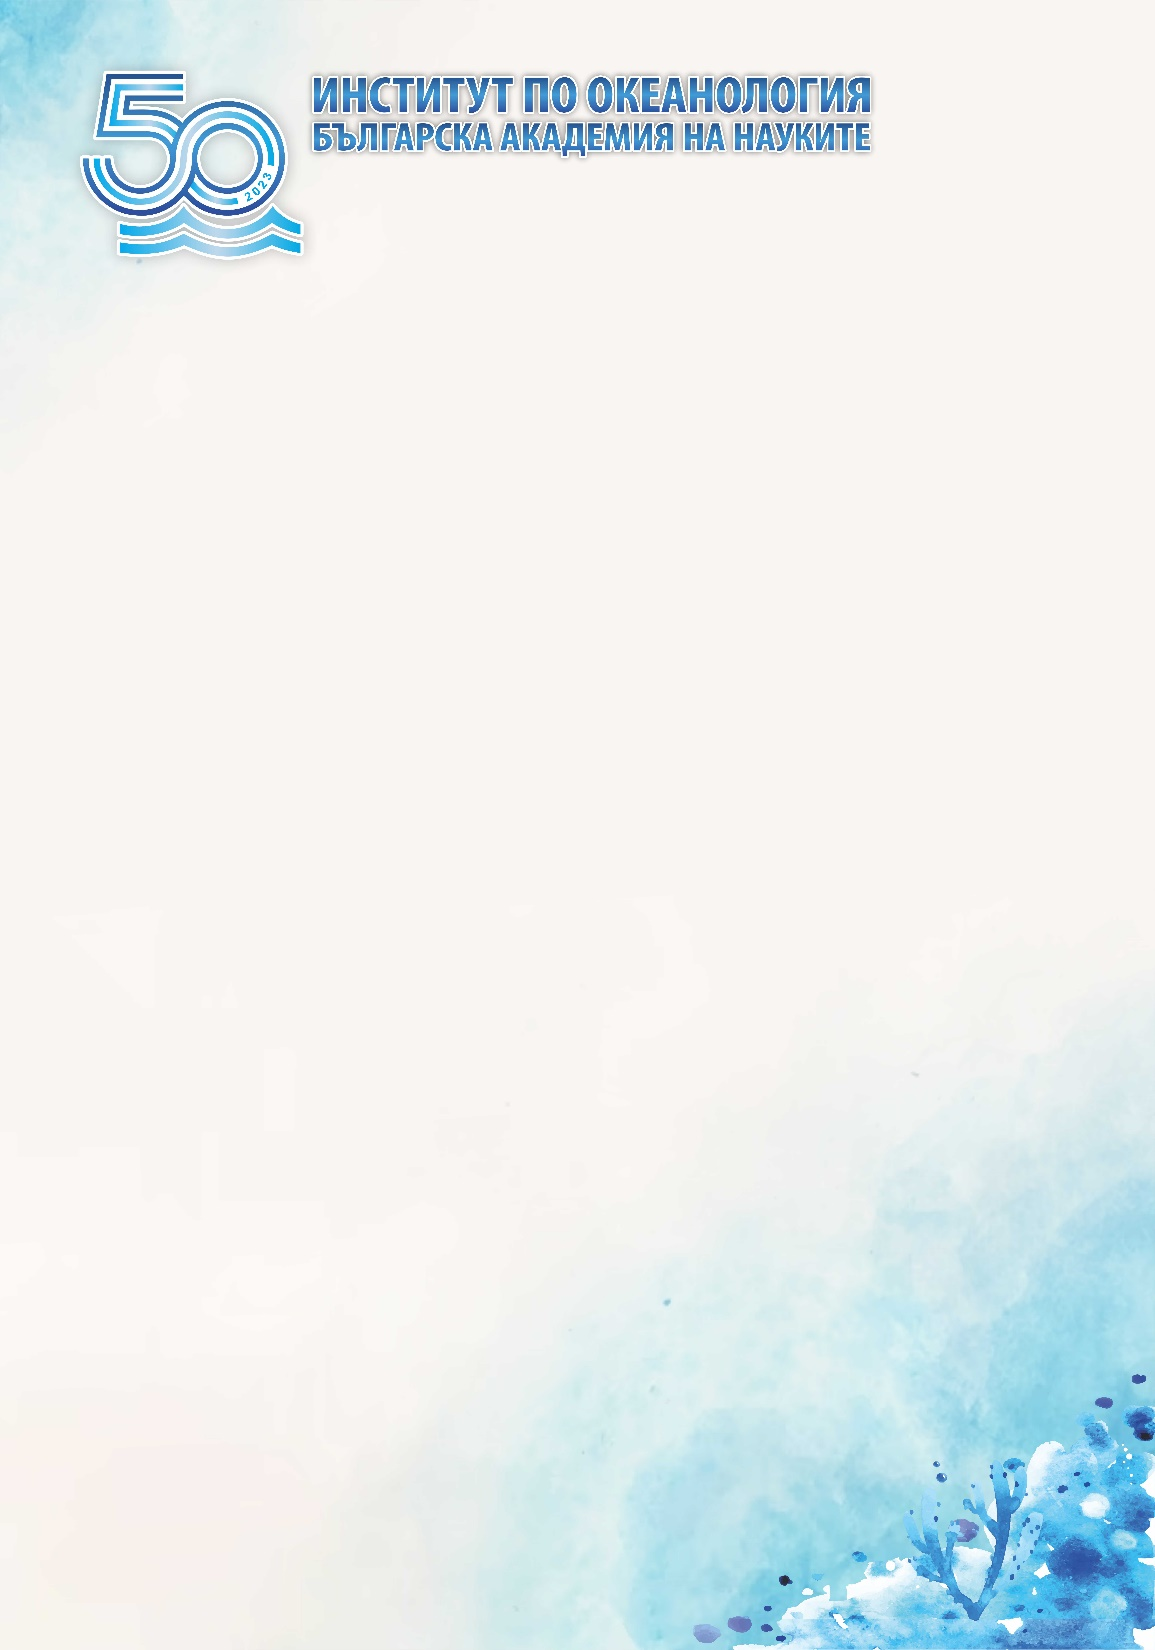 50
2023
ИНСТИТУТ ПО ОКЕАНОЛОГИЯ
БЪЛГАРСКА АКАДЕМИЯ НА НАУКИТЕ